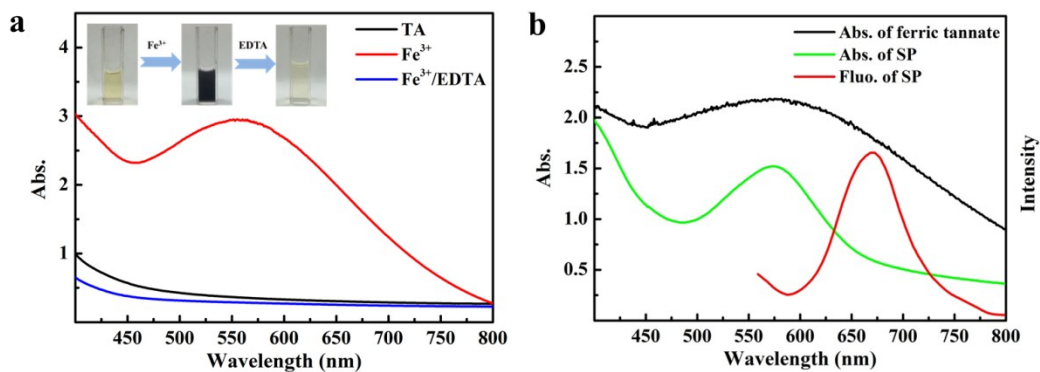 a
Fe³⁺
EDTA
TA
Fe³⁺
Fe³⁺/EDTA
4
3
2
1
Abs.
450 500 550 600 650 700 750 800
Wavelength (nm)
b
Abs. of ferric tannate
Abs. of SP
Fluo. of SP
2.5
2.0
1.5
1.0
0.5
Abs.
Intensity
450 500 550 600 650 700 750 800
Wavelength (nm)